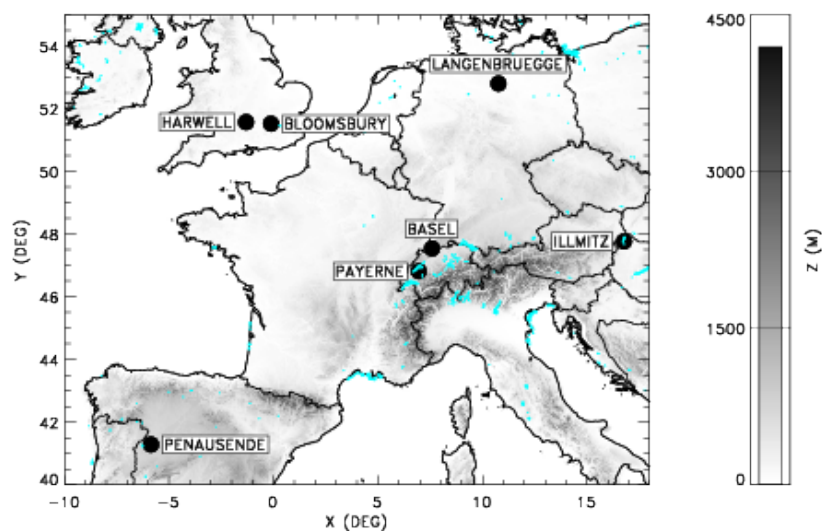 54
52
50
48
46
44
42
40
Y (DEG)
-10
-5
0
5
10
15
X (DEG)
LANGENBRUEGGE
HARWELL
BLOOMSBURY
BASEL
ILLMITZ
PAYERNE
PENAUSENDE
4500
3000
1500
0
Z (M)